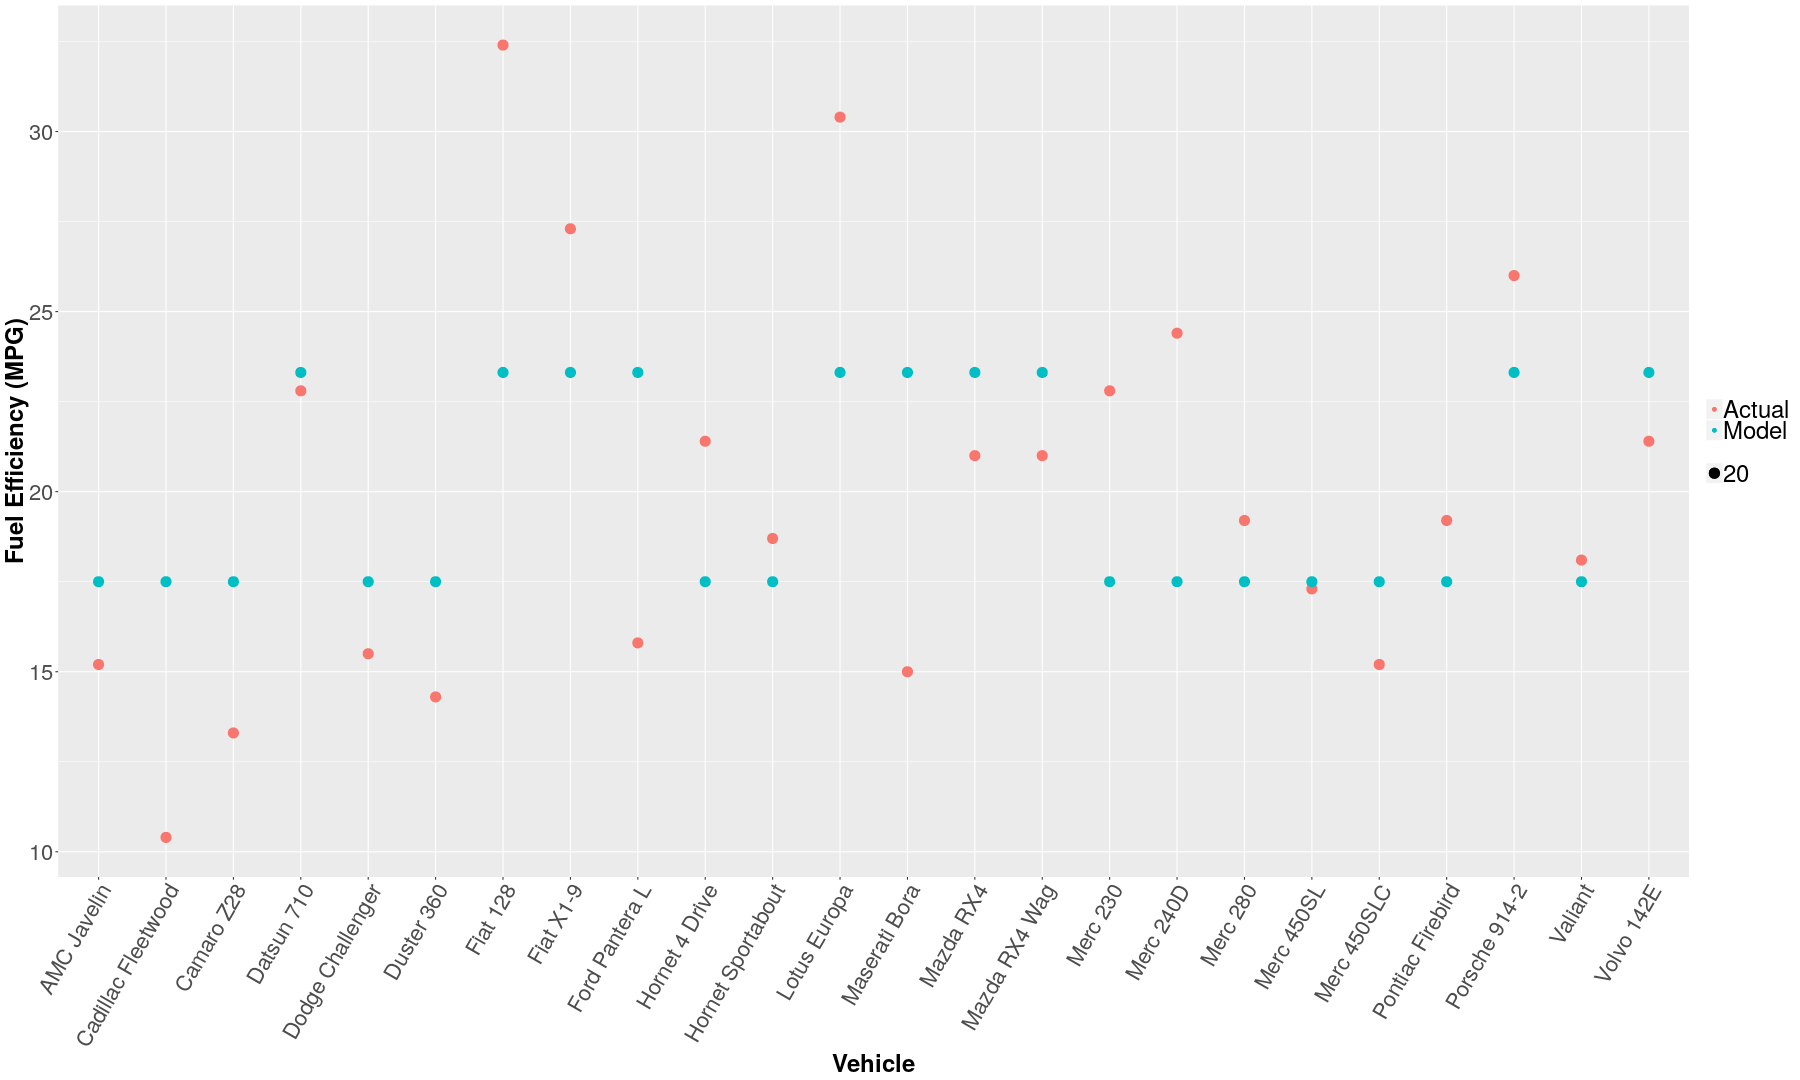 Fuel Efficiency (MPG)
30
25
20
15
10
AMC Javelin
Cadillac Fleetwood
Camaro Z28
Datsun 710
Dodge Challenger
Duster 360
Fiat 128
Fiat X1-9
Ford Pantera L
Hornet 4 Drive
Hornet Sportabout
Lotus Europa
Maserati Bora
Mazda RX4
Mazda RX4 Wag
Merc 230
Merc 240D
Merc 280
Merc 450SL
Merc 450SLC
Pontiac Firebird
Porsche 914-2
Valiant
Volvo 142E
Vehicle
Actual
Model
20